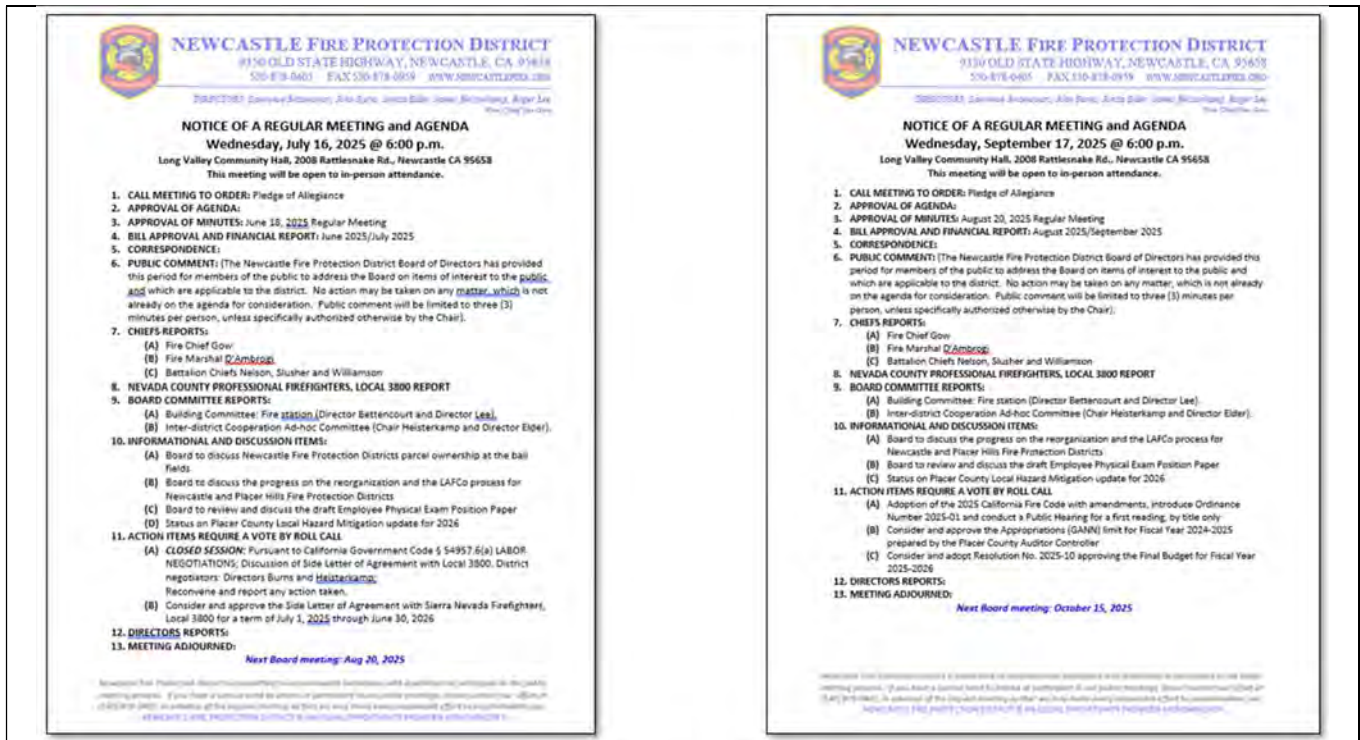 NEWCASTLE FIRE PROTECTION DISTRICT
9350 OLD STATE HIGHWAY, NEWCASTLE, CA 95658
530-878-0405 FAX 530-878-0959 WWW.NEWCASTLEFIRE.ORG
DIRECTORS: Roger Lee
NOTICE OF A REGULAR MEETING and AGENDA
Wednesday, July 16, 2025 @ 6:00 p.m.
Long Valley Community Hall, 2008 Rattlesnake Rd., Newcastle CA 95658
This meeting will be open to in-person attendance.
1. CALL MEETING TO ORDER: Pledge of Allegiance
2. APPROVAL OF AGENDA:
3. APPROVAL OF MINUTES: June 18, 2025 Regular Meeting
4. BILL APPROVAL AND FINANCIAL REPORT: June 2025/July 2025
5. CORRESPONDENCE:
6. PUBLIC COMMENT: (The Newcastle Fire Protection District Board of Directors has provided
this period for members of the public to address the Board on items of interest to the public
and which are applicable to the district. No action may be taken on any matter, which is not
already on the agenda for consideration. Public comment will be limited to three (3)
minutes per person, unless specifically authorized otherwise by the Chair).
7. CHIEFS REPORTS:
(A) Fire Chief Gow
(B) Fire Marshal D'Ambrogi
(C) Battalion Chiefs Nelson, Slusher and Williamson
8. NEVADA COUNTY PROFESSIONAL FIREFIGHTERS, LOCAL 3800 REPORT
9. BOARD COMMITTEE REPORTS:
(A) Building Committee: Fire station (Director Bettencourt and Director Lee).
(B) Inter-district Cooperation Ad-hoc Committee (Chair Heisterkamp and Director Elder).
10. INFORMATIONAL AND DISCUSSION ITEMS:
(A) Board to discuss Newcastle Fire Protection Districts parcel ownership at the ball
fields
(B) Board to discuss the progress on the reorganization and the LAFCo process for
Newcastle and Placer Hills Fire Protection Districts
(C) Board to review and discuss the draft Employee Physical Exam Position Paper
(D) Status on Placer County Local Hazard Mitigation update for 2026
11. ACTION ITEMS REQUIRE A VOTE BY ROLL CALL
(A) CLOSED SESSION: Pursuant to California Government Code § 54957.6(a) LABOR
NEGOTIATIONS; Discussion of Side Letter of Agreement with Local 3800. District
negotiators: Directors Burns and Heisterkamp;
Reconvene and report any action taken.
(B) Consider and approve the Side Letter of Agreement with Sierra Nevada Firefighters,
Local 3800 for a term of July 1, 2025 through June 30, 2026
12. DIRECTORS REPORTS:
13. MEETING ADJOURNED:
Next Board meeting: Aug 20, 2025
NEWCASTLE FIRE PROTECTION DISTRICT
9350 OLD STATE HIGHWAY, NEWCASTLE, CA 95658
530-878-0405 FAX 530-878-0959 WWW.NEWCASTLEFIRE.ORG
DIRECTORS: Roger Lee
NOTICE OF A REGULAR MEETING and AGENDA
Wednesday, September 17, 2025 @ 6:00 p.m.
Long Valley Community Hall, 2008 Rattlesnake Rd., Newcastle CA 95658
This meeting will be open to in-person attendance.
1. CALL MEETING TO ORDER: Pledge of Allegiance
2. APPROVAL OF AGENDA:
3. APPROVAL OF MINUTES: August 20, 2025 Regular Meeting
4. BILL APPROVAL AND FINANCIAL REPORT: August 2025/September 2025
5. CORRESPONDENCE:
6. PUBLIC COMMENT: (The Newcastle Fire Protection District Board of Directors has provided this
period for members of the public to address the Board on items of interest to the public and
which are applicable to the district. No action may be taken on any matter, which is not already
on the agenda for consideration. Public comment will be limited to three (3) minutes per
person, unless specifically authorized otherwise by the Chair).
7. CHIEFS REPORTS:
(A) Fire Chief Gow
(B) Fire Marshal D'Ambrogi
(C) Battalion Chiefs Nelson, Slusher and Williamson
8. NEVADA COUNTY PROFESSIONAL FIREFIGHTERS, LOCAL 3800 REPORT
9. BOARD COMMITTEE REPORTS:
(A) Building Committee: Fire station (Director Bettencourt and Director Lee).
(B) Inter-district Cooperation Ad-hoc Committee (Chair Heisterkamp and Director Elder).
10. INFORMATIONAL AND DISCUSSION ITEMS:
(A) Board to discuss the progress on the reorganization and the LAFCo process for
Newcastle and Placer Hills Fire Protection Districts
(B) Board to review and discuss the draft Employee Physical Exam Position Paper
(C) Status on Placer County Local Hazard Mitigation update for 2026
11. ACTION ITEMS REQUIRE A VOTE BY ROLL CALL
(A) Adoption of the 2025 California Fire Code with amendments, introduce Ordinance
Number 2025-01 and conduct a Public Hearing for a first reading, by title only
(B) Consider and approve the Appropriations (GANN) limit for Fiscal Year 2024-2025
prepared by the Placer County Auditor Controller
(C) Consider and adopt Resolution No. 2025-10 approving the Final Budget for Fiscal Year
2025-2026
12. DIRECTORS REPORTS:
13. MEETING ADJOURNED:
Next Board meeting: October 15, 2025